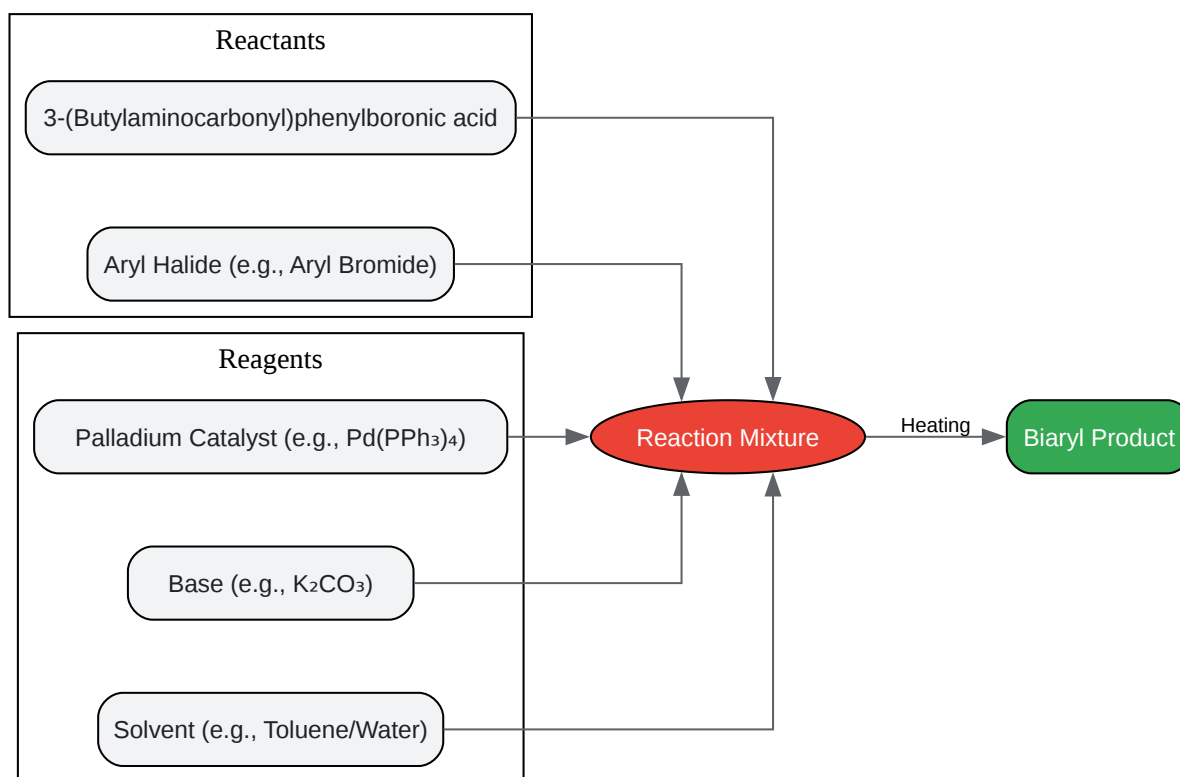 Reactants
3-(Butylaminocarbonyl)phenylboronic acid
Aryl Halide (e.g., Aryl Bromide)
Reagents
Palladium Catalyst (e.g., Pd(PPh₃)₄)
Base (e.g., K₂CO₃)
Solvent (e.g., Toluene/Water)
Reaction Mixture
Heating
Biaryl Product